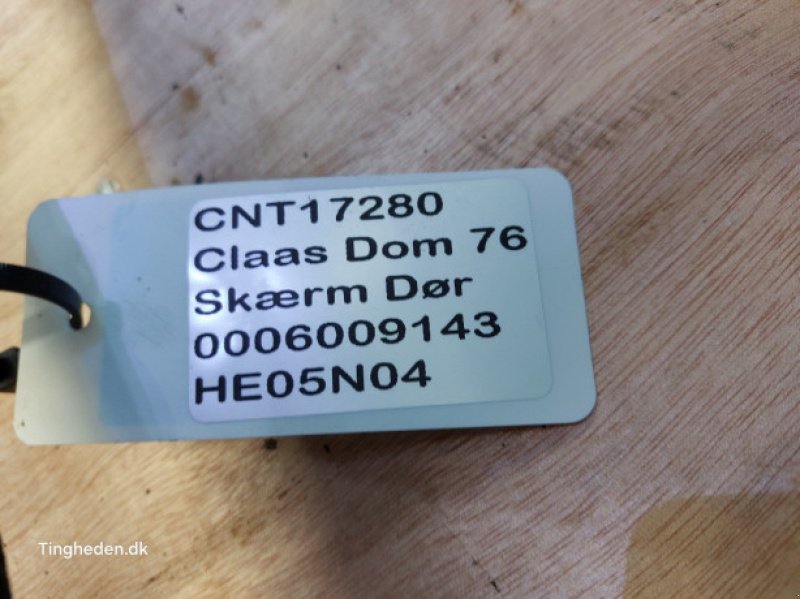 CNT17280
Claas Dom 76
Skærm Dør
0006009143
HE05N04
Tingheden.dk